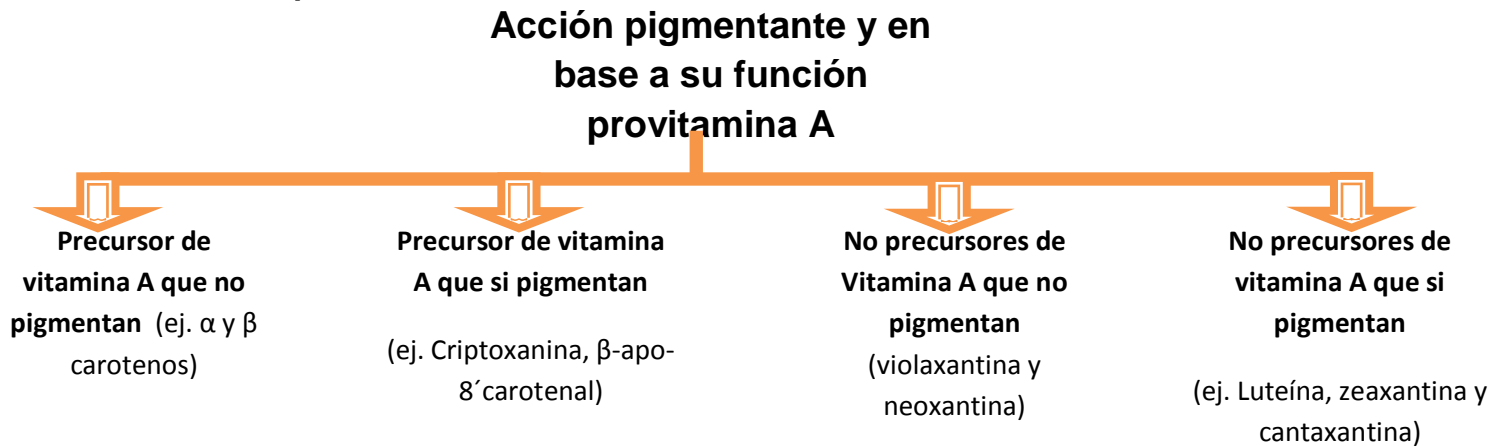 Acción pigmentante y en
base a su función
provitamina A
Precursor de
vitamina A que no
pigmentan (ej. α y β
carotenos)
Precursor de vitamina
A que si pigmentan
(ej. Criptoxanina, β-apo-
8´carotenal)
No precursores de
Vitamina A que no
pigmentan
(violaxantina y
neoxantina)
No precursores de
vitamina A que si
pigmentan
(ej. Luteína, zeaxantina y
cantaxantina)